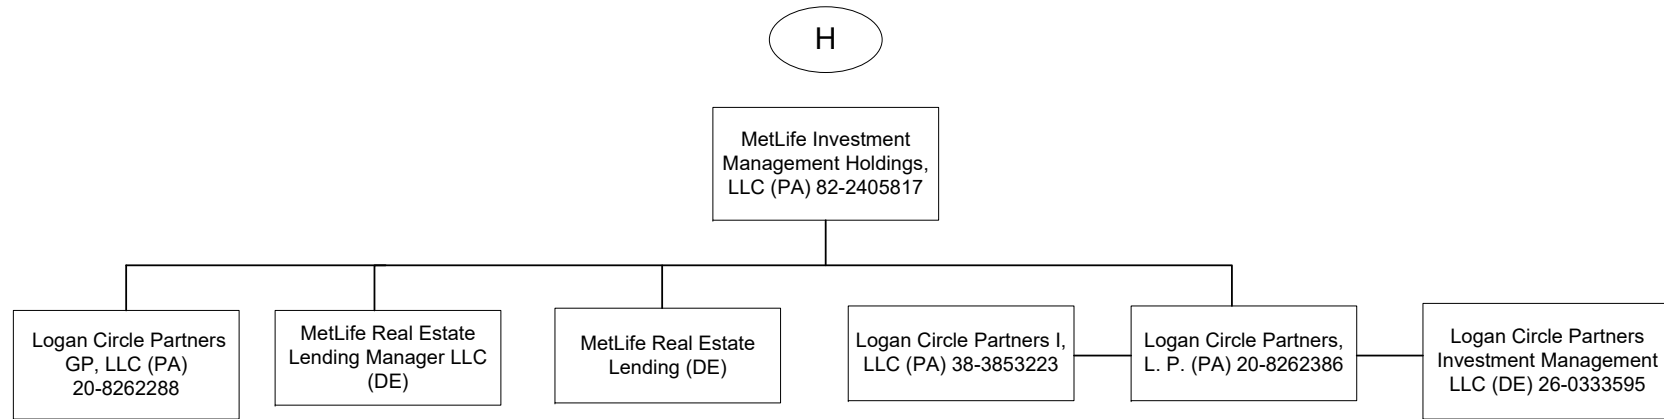 H
MetLife Investment
Management Holdings,
LLC (PA) 82-2405817
Logan Circle Partners
GP, LLC (PA)
20-8262288
MetLife Real Estate
Lending Manager LLC
(DE)
MetLife Real Estate
Lending (DE)
Logan Circle Partners I,
LLC (PA) 38-3853223
Logan Circle Partners,
L. P. (PA) 20-8262386
Logan Circle Partners
Investment Management
LLC (DE) 26-0333595